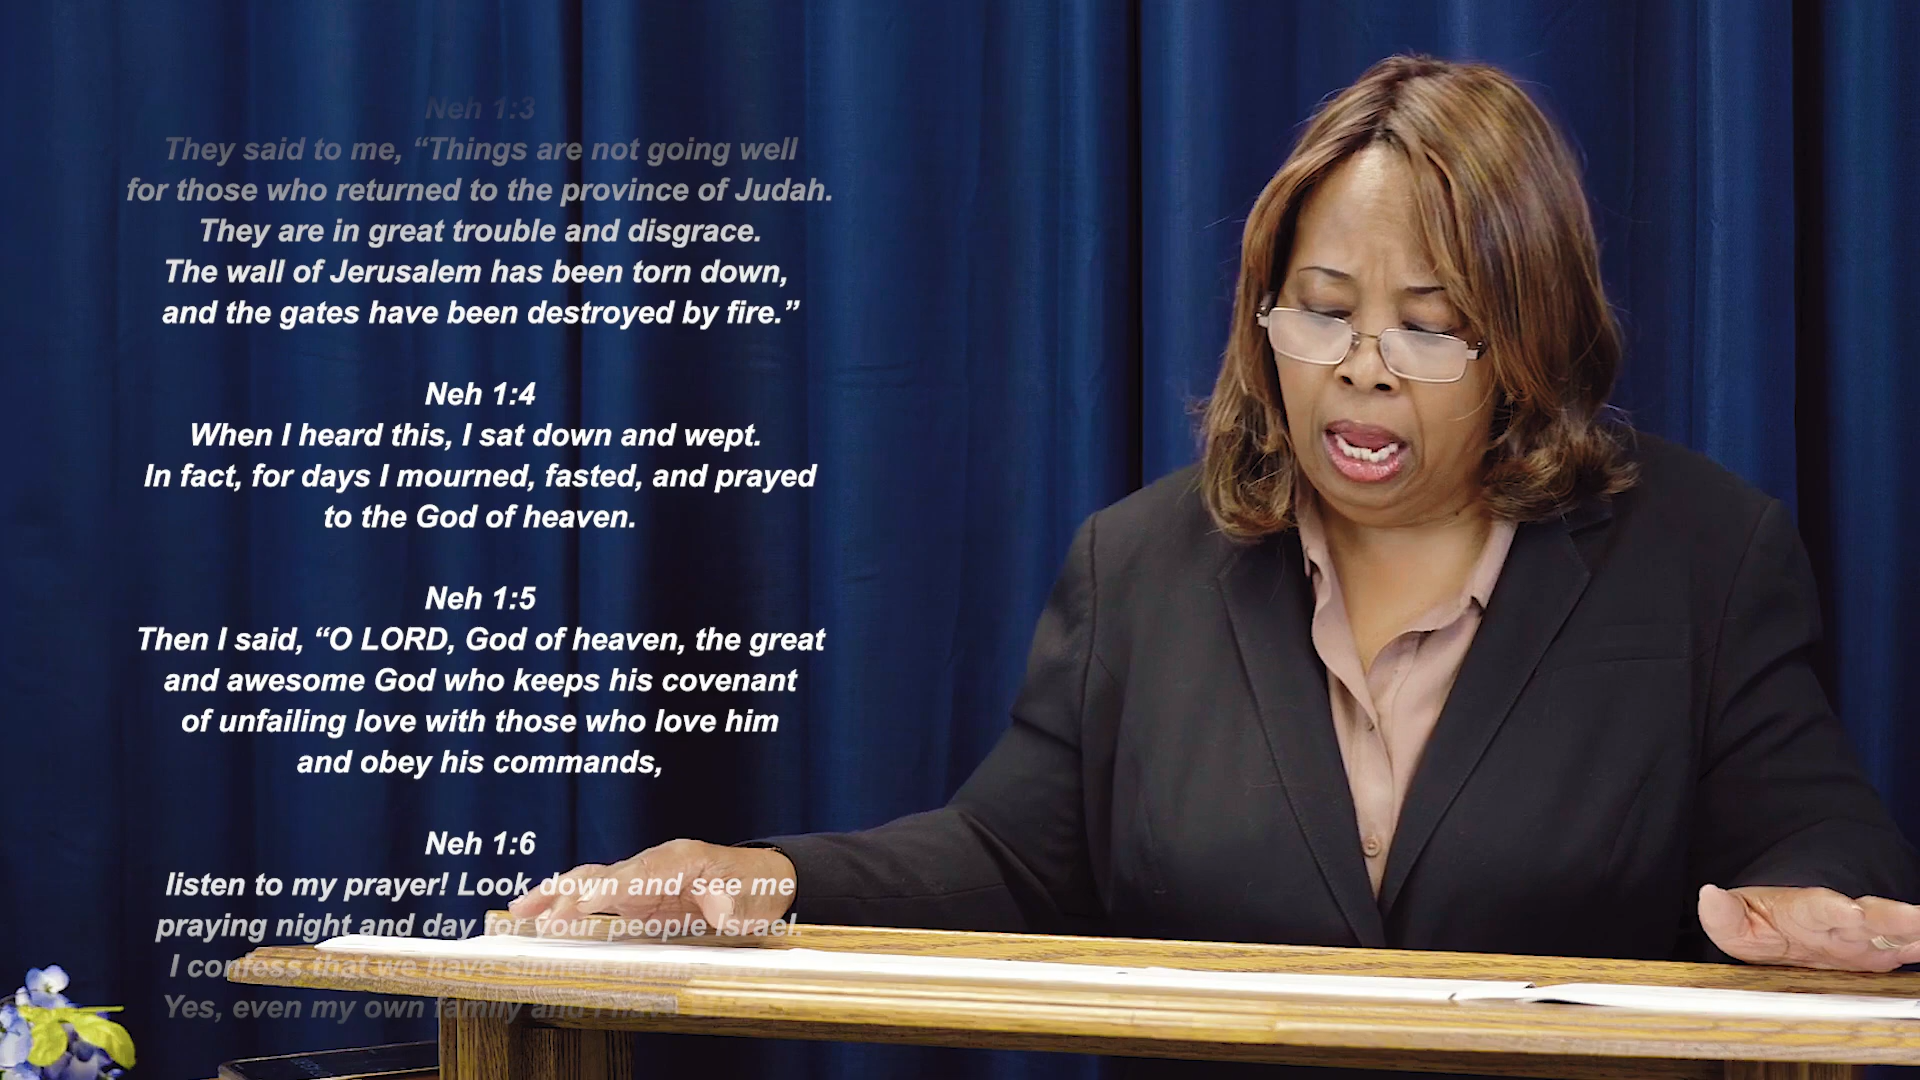 Neh 1:3
They said to me, “Things are not going well
for those who returned to the province of Judah.
They are in great trouble and disgrace.
The wall of Jerusalem has been torn down,
and the gates have been destroyed by fire.”
Neh 1:4
When I heard this, I sat down and wept.
In fact, for days I mourned, fasted, and prayed
to the God of heaven.
Neh 1:5
Then I said, “O LORD, God of heaven, the great
and awesome God who keeps his covenant
of unfailing love with those who love him
and obey his commands,
Neh 1:6
listen to my prayer! Look down and see me
praying night and day for your people Israel.
I confess that we have sinned
Yes, even my own family and I have